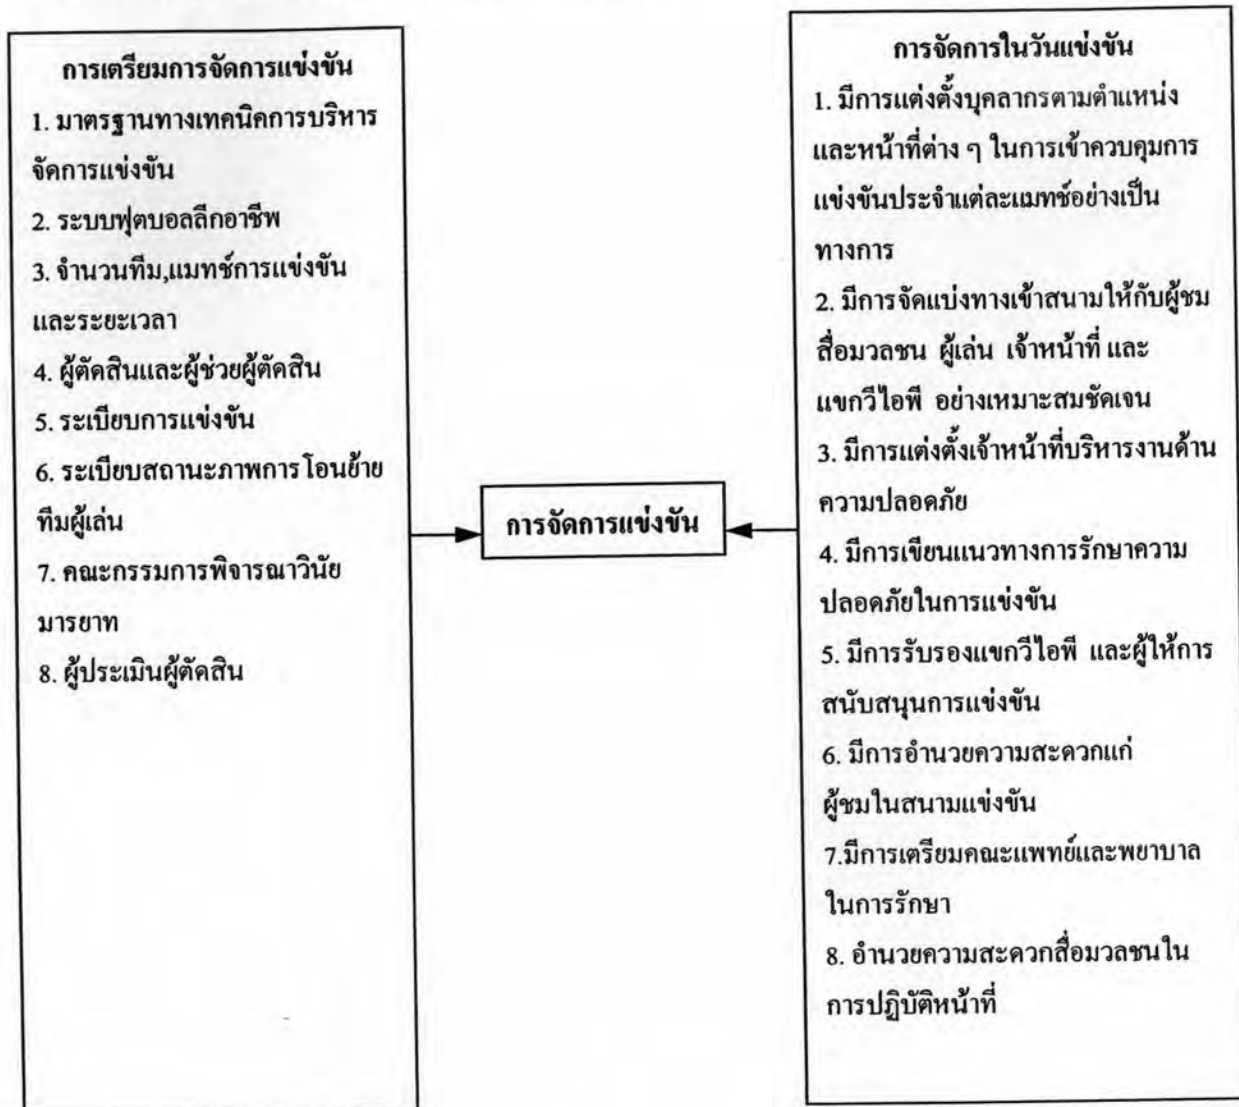 การเตรียมการจัดการแข่งขัน
1. มาตรฐานทางเทคนิคการบริหาร
จัดการแข่งขัน
2. ระบบฟุตบอลลีกอาชีพ
3. จำนวนทีม,แมทช์การแข่งขัน
และระยะเวลา
4. ผู้ตัดสินและผู้ช่วยผู้ตัดสิน
5. ระเบียบการแข่งขัน
6. ระเบียบสถานะภาพการโอนย้าย
ทีมผู้เล่น
7. คณะกรรมการพิจารณาวินัย
มารยาท
8. ผู้ประเมินผู้ตัดสิน
การจัดการแข่งขัน
การจัดการในวันแข่งขัน
1. มีการแต่งตั้งบุคลากรตามตำแหน่ง
และหน้าที่ต่าง ๆ ในการเข้าควบคุมการ
แข่งขันประจำแต่ละแมทช์อย่างเป็น
ทางการ
2. มีการจัดแบ่งทางเข้าสนามให้กับผู้ชม
สื่อมวลชน ผู้เล่น เจ้าหน้าที่ และ
แขกวีไอพี อย่างเหมาะสมชัดเจน
3. มีการแต่งตั้งเจ้าหน้าที่บริหารงานด้าน
ความปลอดภัย
4. มีการเขียนแนวทางการรักษาความ
ปลอดภัยในการแข่งขัน
5. มีการรับรองแขกวีไอพี และผู้ให้การ
สนับสนุนการแข่งขัน
6. มีการอำนวยความสะดวกแก่
ผู้ชมในสนามแข่งขัน
7.มีการเตรียมคณะแพทย์และพยาบาล
ในการรักษา
8. อำนวยความสะดวกสื่อมวลชนใน
การปฏิบัติหน้าที่